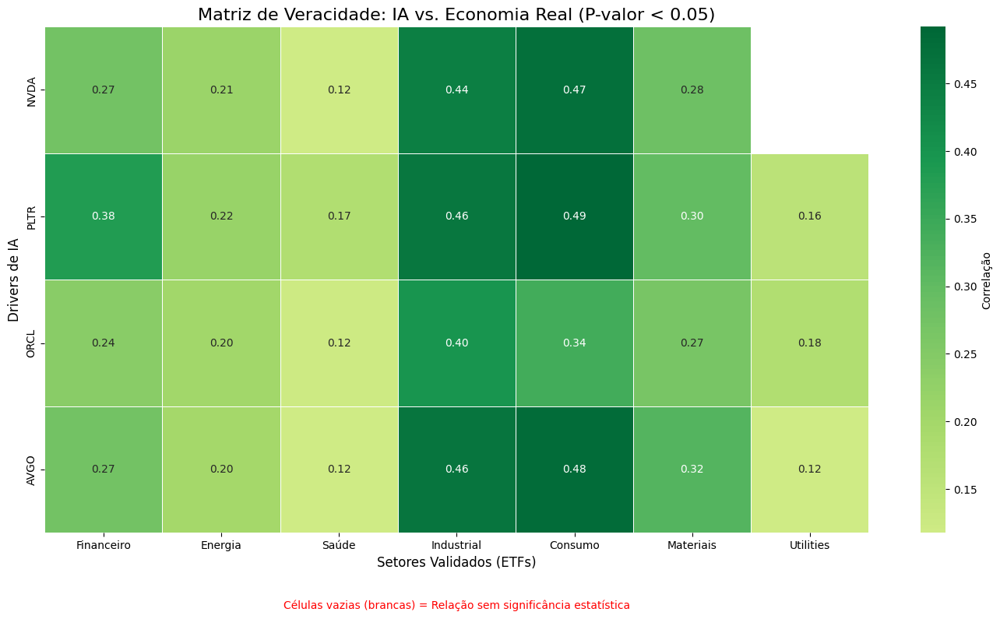 Matriz de Veracidade: IA vs. Economia Real (P-valor < 0.05)
Drivers de IA
NVDA
0.27 0.21 0.12 0.44 0.47 0.28
PLTR
0.38 0.22 0.17 0.46 0.49 0.30 0.16
ORCL
0.24 0.20 0.12 0.40 0.34 0.27 0.18
AVGO
0.27 0.20 0.12 0.46 0.48 0.32 0.12
Financeiro Energia Saúde Industrial Consumo Materiais Utilities
Setores Validados (ETFs)
0.45
0.40
0.35
0.30
0.25
0.20
0.15
Correlação
Células vazias (brancas) = Relação sem significância estatística